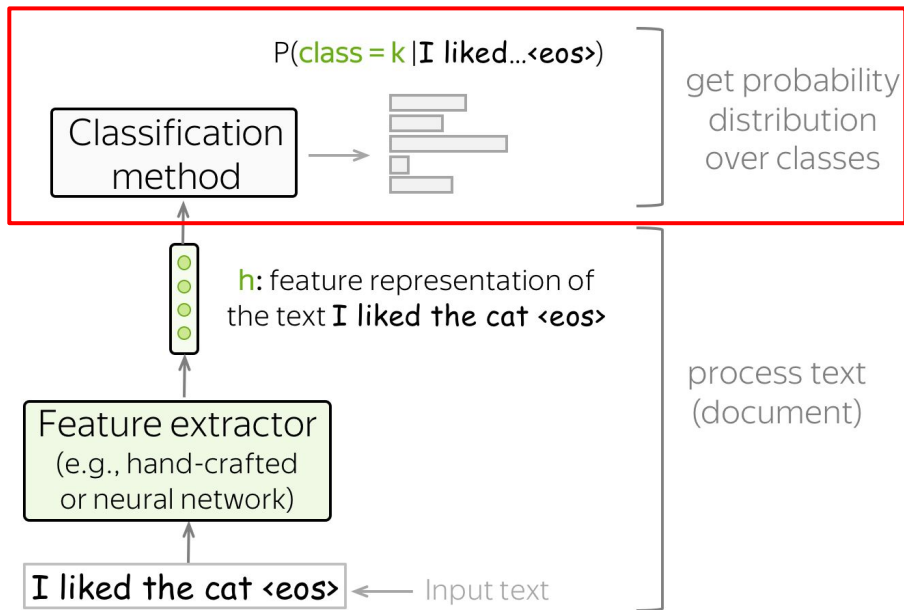 P(class = k |I liked...<eos>)
Classification
method
get probability
distribution
over classes
h: feature representation of
the text I liked the cat <eos>
process text
(document)
Feature extractor
(e.g., hand-crafted
or neural network)
I liked the cat <eos>
Input text